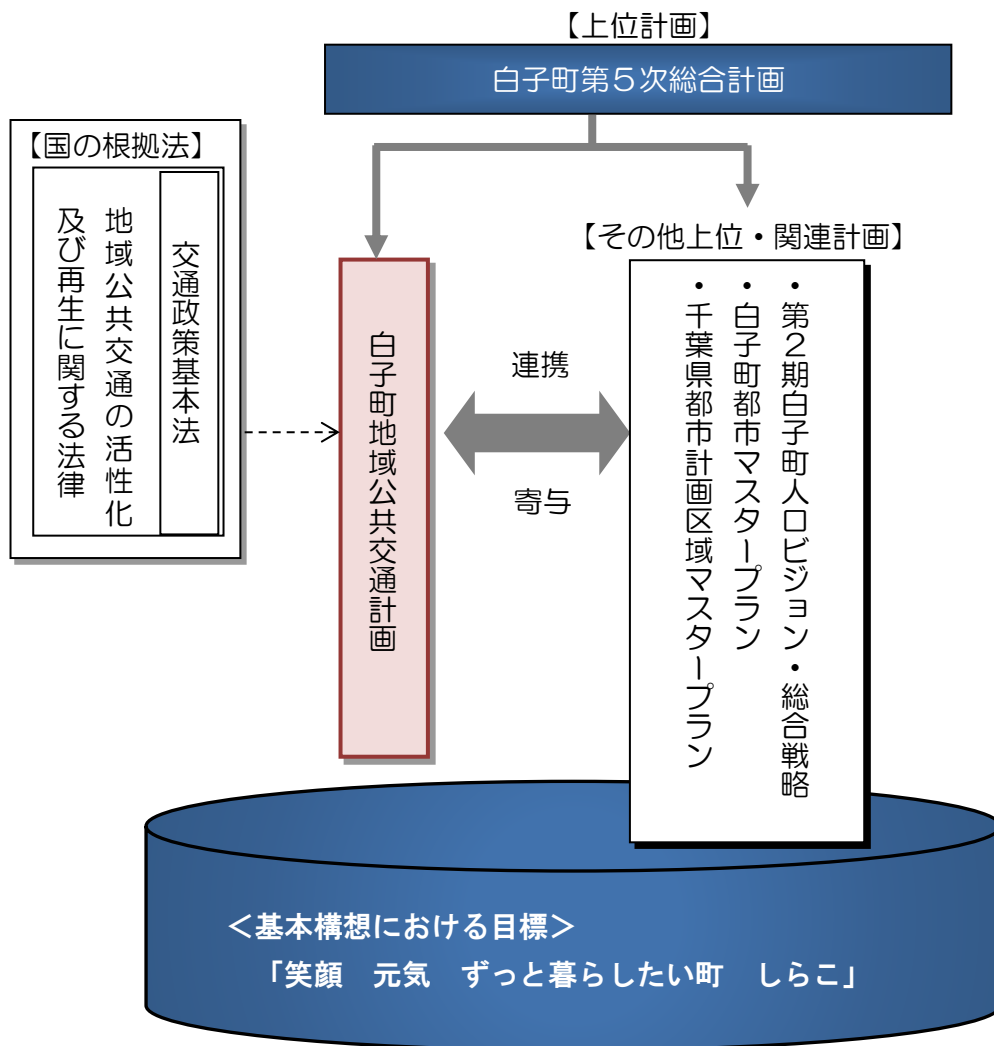 【上位計画】
白子町第５次総合計画
【国の根拠法】
交通政策基本法
地域公共交通の活性化
及び再生に関する法律
白子町地域公共交通計画
連携
寄与
【その他上位・関連計画】
・第２期白子町人口ビジョン・総合戦略
・白子町都市マスタープラン
・千葉県都市計画区域マスタープラン
＜基本構想における目標＞
「笑顔　元気　ずっと暮らしたい町　しらこ」